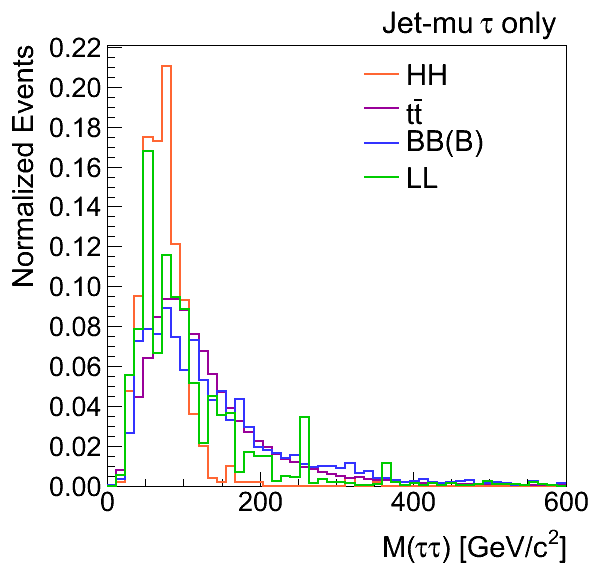 Jet-mu τ only
Normalized Events
0.22
0.20
0.18
0.16
0.14
0.12
0.10
0.08
0.06
0.04
0.02
0.00
HH
tt̄
BB(B)
LL
0
200
400
600
M(ττ) [GeV/c²]